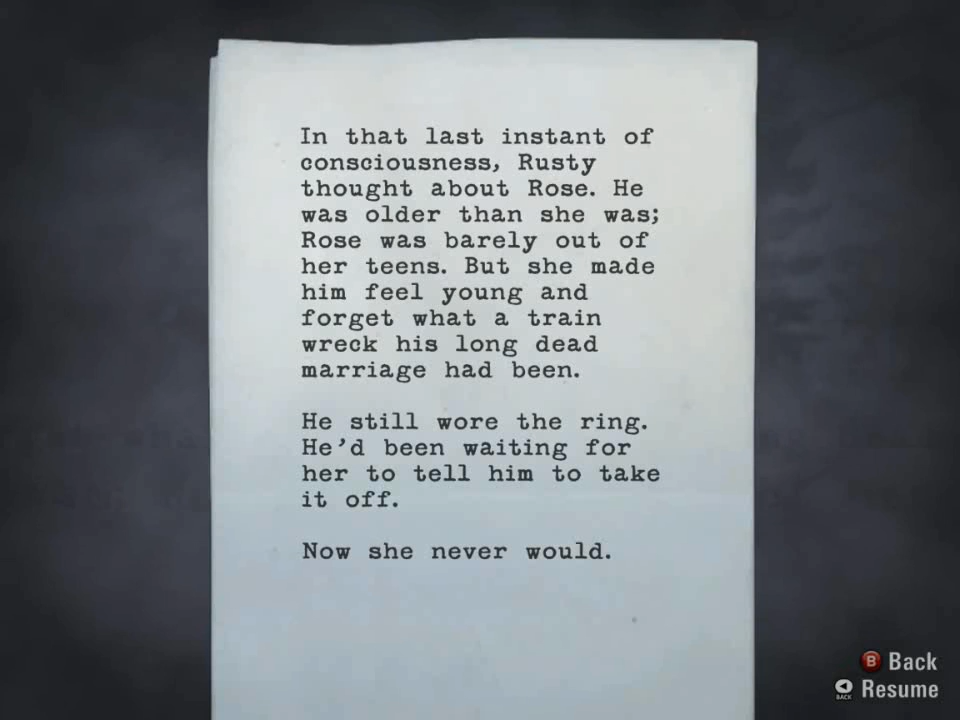 In that last instant of
consciousness, Rusty
thought about Rose. He
was older than she was;
Rose was barely out of
her teens. But she made
him feel young and
forget what a train
wreck his long dead
marriage had been.
He still wore the ring.
He'd been waiting for
her to tell him to take
it off.
Now she never would.
B Back
BACK Resume